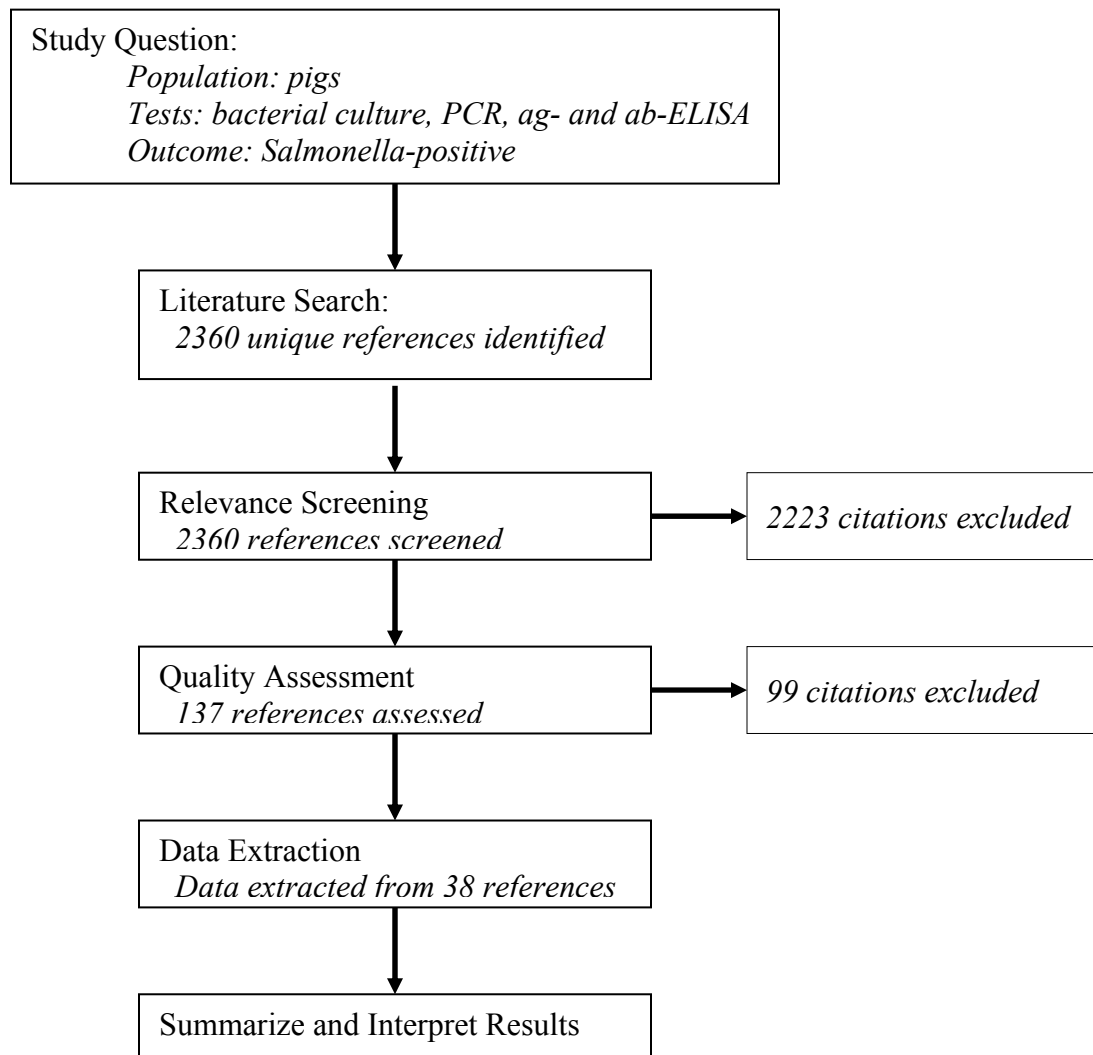 Study Question:
Population: pigs
Tests: bacterial culture, PCR, ag- and ab-ELISA
Outcome: Salmonella-positive
Literature Search:
2360 unique references identified
Relevance Screening
2360 references screened
2223 citations excluded
Quality Assessment
137 references assessed
99 citations excluded
Data Extraction
Data extracted from 38 references
Summarize and Interpret Results